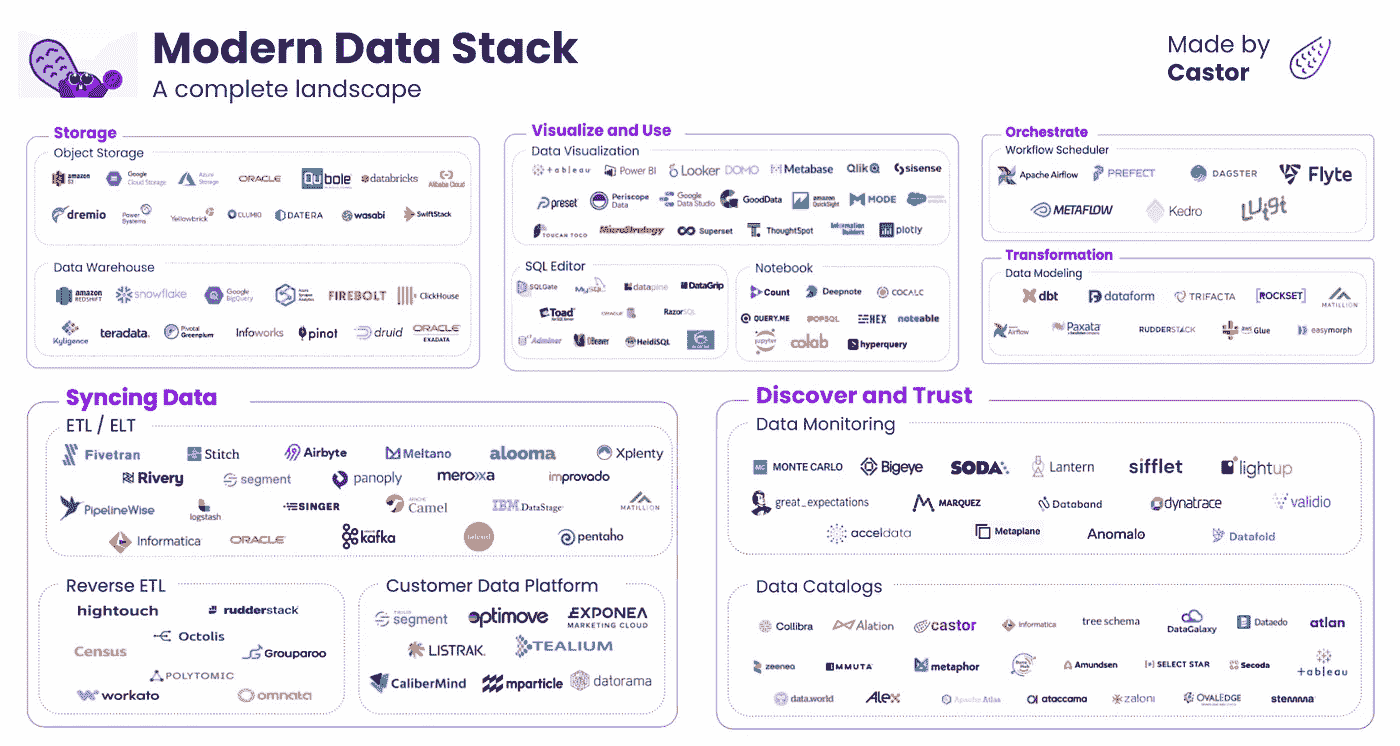 Modern Data Stack
A complete landscape
Made by
Castor
Storage
Object Storage
amazon S3 Google Cloud Storage Azure Storage ORACLE Qubole databricks Alibaba Cloud
dremio Power Systems Yellowbrick CLUMIO DATERA wasabi SwiftStack
Data Warehouse
amazon REDSHIFT snowflake Google BigQuery Azure Synapse Analytics FIREBOLT ClickHouse
Kyligence teradata. Pivotal Greenplum Infoworks pinot druid ORACLE EXADATA
Visualize and Use
Data Visualization
+ableau Power BI Looker DOMO Metabase Qlik sisense
preset Periscope Data Google Data Studio GoodData amazon QuickSight MODE
TOUCAN TOCO MicroStrategy Superset ThoughtSpot Information Builders plotly
SQL Editor
SQLGate MySQL datapine DataGrip
Toad ORACLE RazorSQL
Adminer DBeaver HeidiSQL
Notebook
Count Deepnote COCALC
QUERY.ME POPSQL HEX noteable
jupyter colab hyperquery
Orchestrate
Workflow Scheduler
Apache Airflow PREFECT DAGSTER Flyte
METAFLOW Kedro Luigi
Transformation
Data Modeling
dbt dataform TRIFACTA [ROCKSET] MATILLION
Airflow Paxata RUDDERSTACK Glue easymorph
Syncing Data
ETL / ELT
Fivetran Stitch Airbyte Meltano alooma Xplenty
Rivery segment panoply meroxa improvado
PipelineWise logstash SINGER APACHE Camel IBM DataStage MATILLION
Informatica ORACLE kafka talend pentaho
Reverse ETL
hightouch rudderstack
Octolis
Census Grouparoo
POLYTOMIC
workato omnata
Customer Data Platform
TWILIO segment optimove EXPONEA MARKETING CLOUD
LISTRAK TEALIUM
CaliberMind mparticle datorama
Discover and Trust
Data Monitoring
MC MONTE CARLO Bigeye SODA Lantern sifflet lightup
great_expectations MARQUEZ Databand dynatrace validio
acceldata Metaplane Anomalo Datafold
Data Catalogs
Collibra Alation castor Informatica tree schema DataGalaxy Dataedo atlan
zeenea IMMUTA metaphor Amundsen SELECT STAR Secoda +ableau
data.world Alex Apache Atlas ataccama zaloni OVALEDGE stemma